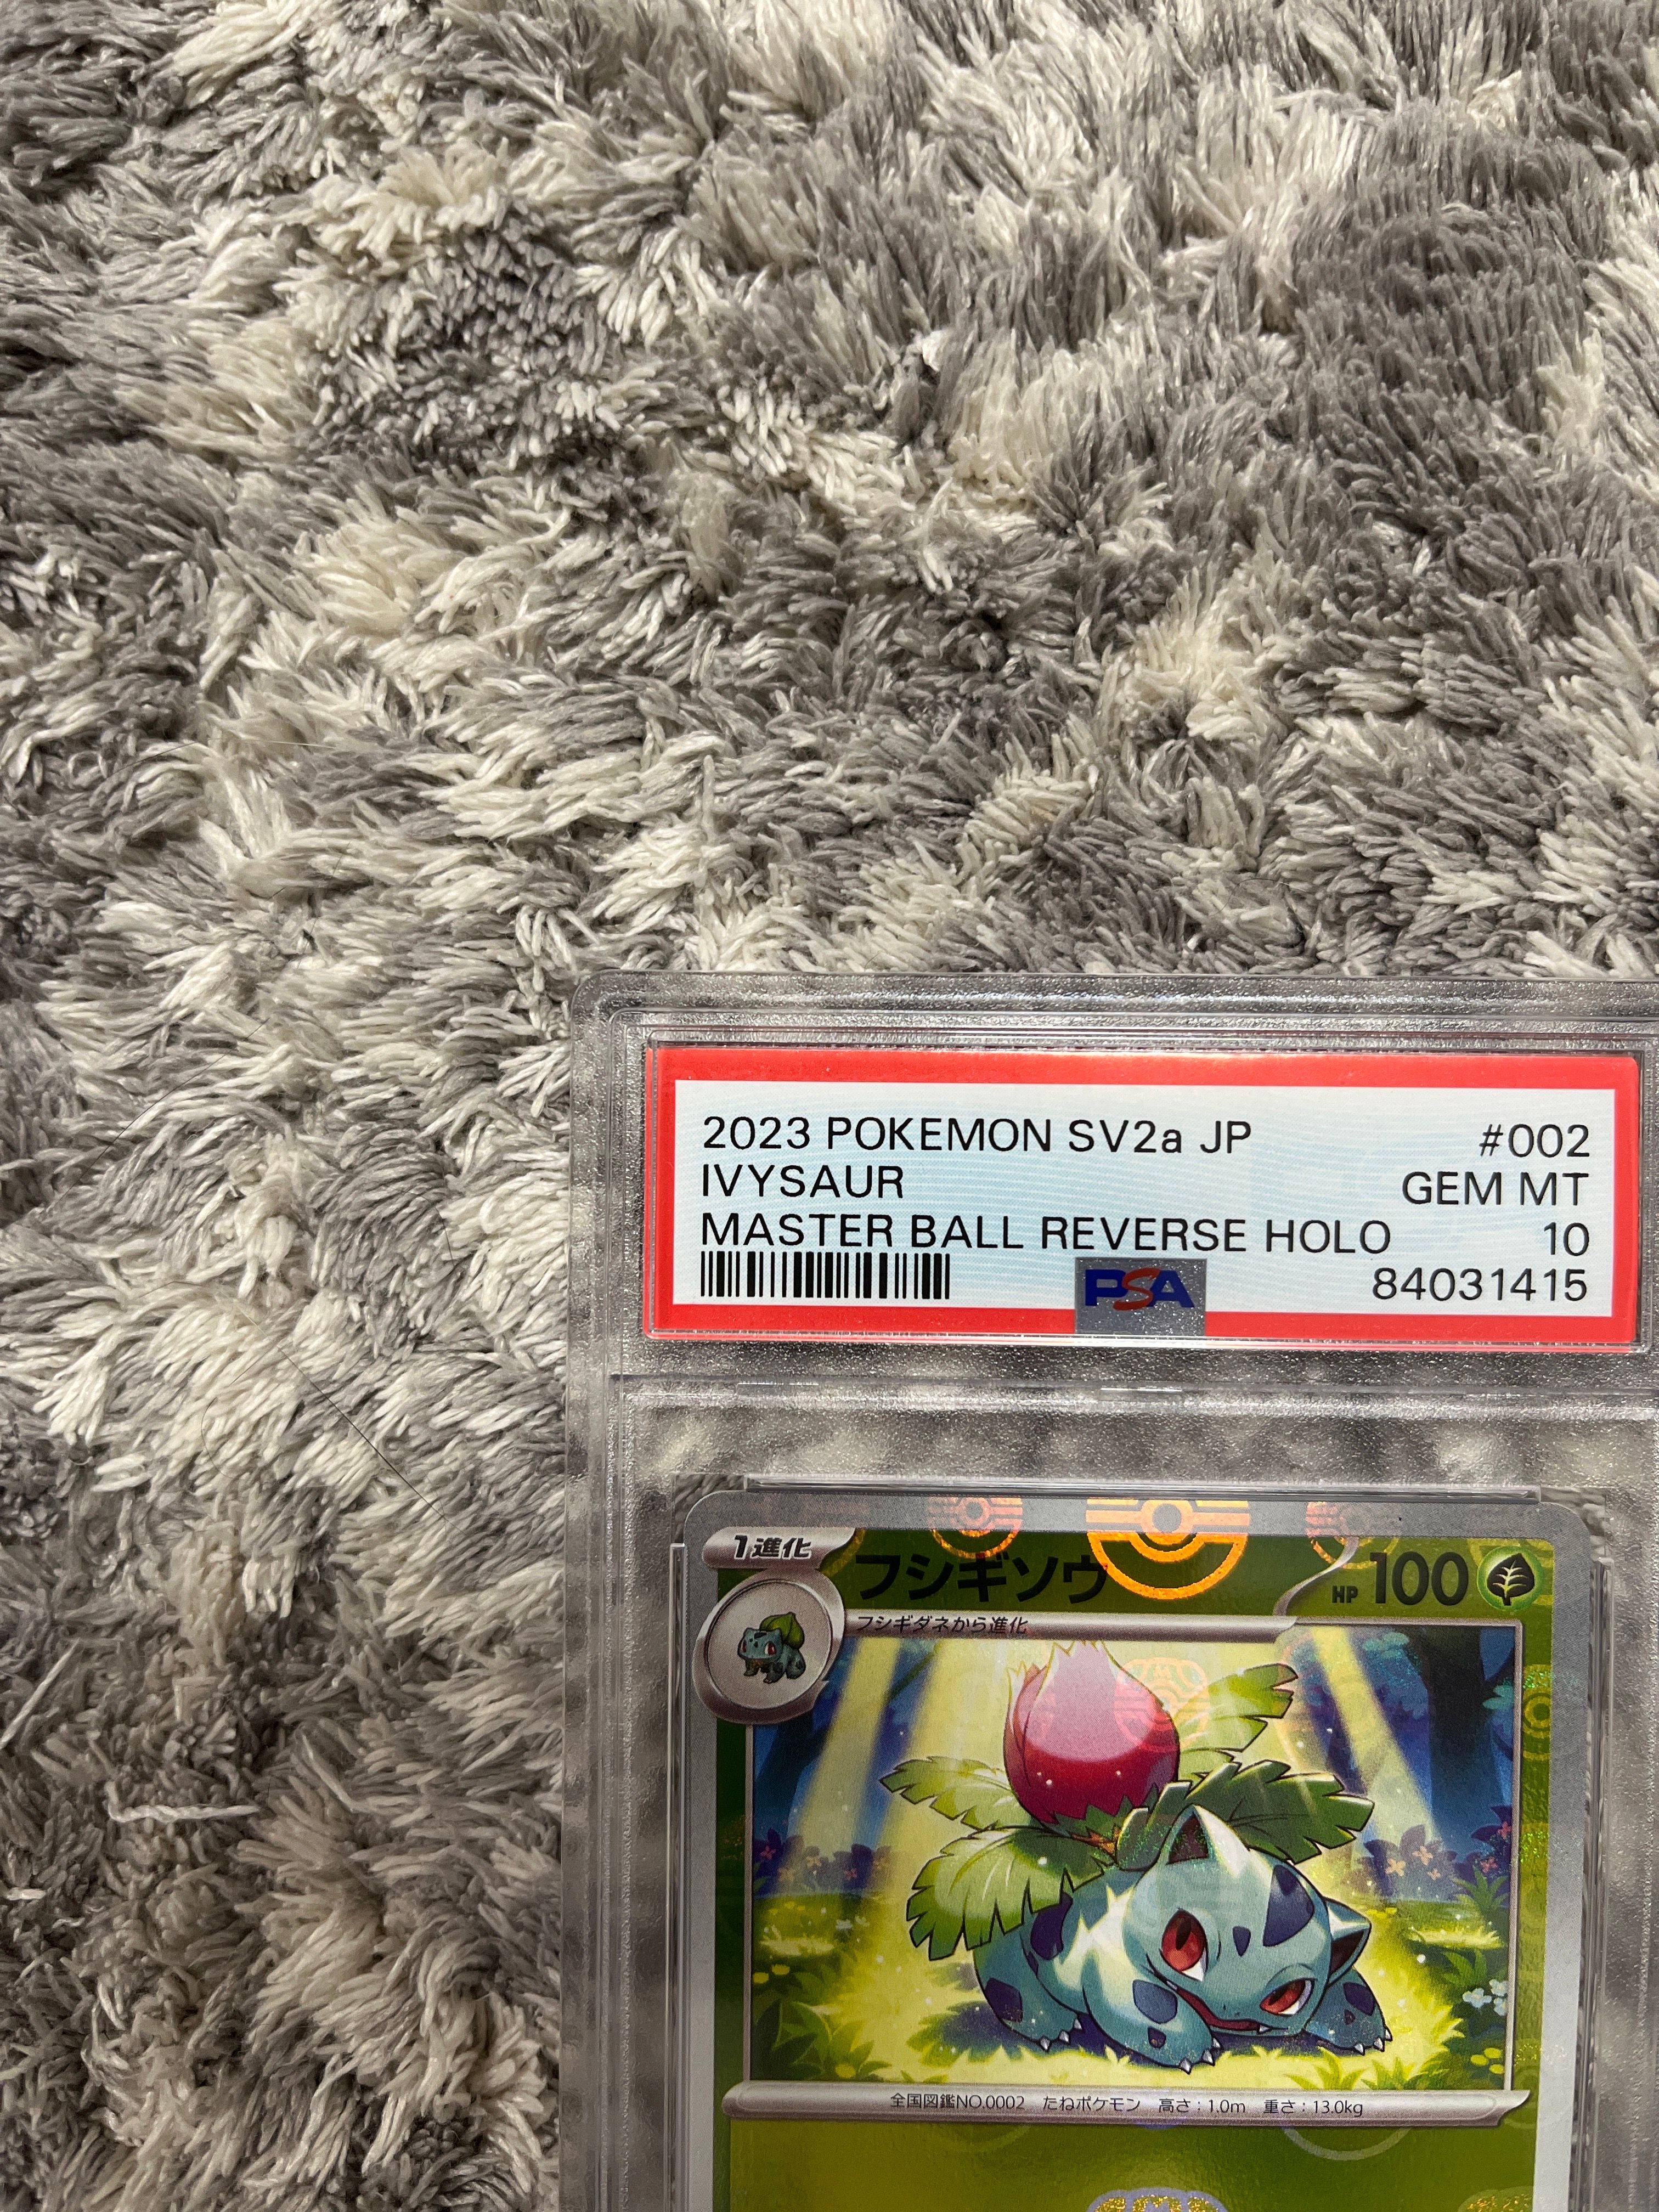 2023 POKEMON SV2a JP #002
IVYSAUR GEM MT
MASTER BALL REVERSE HOLO 10
PSA 84031415
1進化
フシギソウ HP 100
フシギダネから進化
全国図鑑NO.0002 たねポケモン 高さ:1.0m 重さ:13.0kg